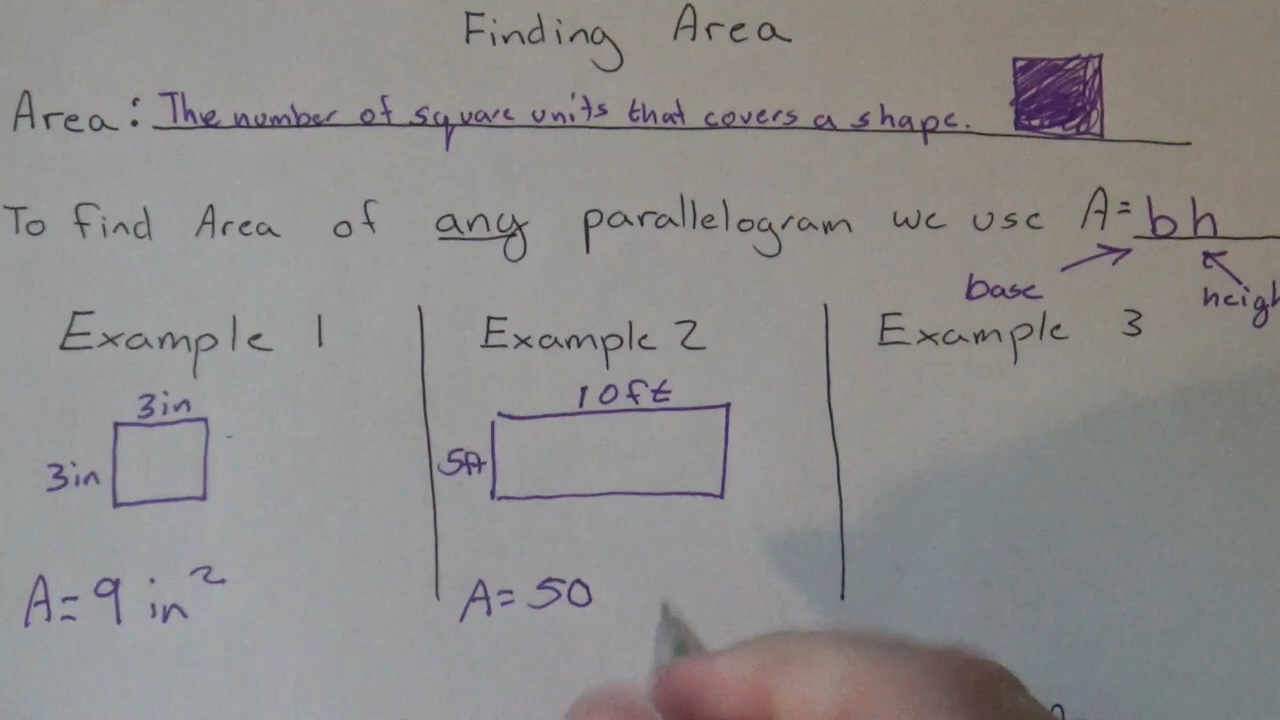 Finding Area
Area: The number of square units that covers a shape.
To find Area of any parallelogram we use A= bh
base
Example 1
Example 2
Example 3
3in
3in
10ft
5ft
A=9 in²
A=50